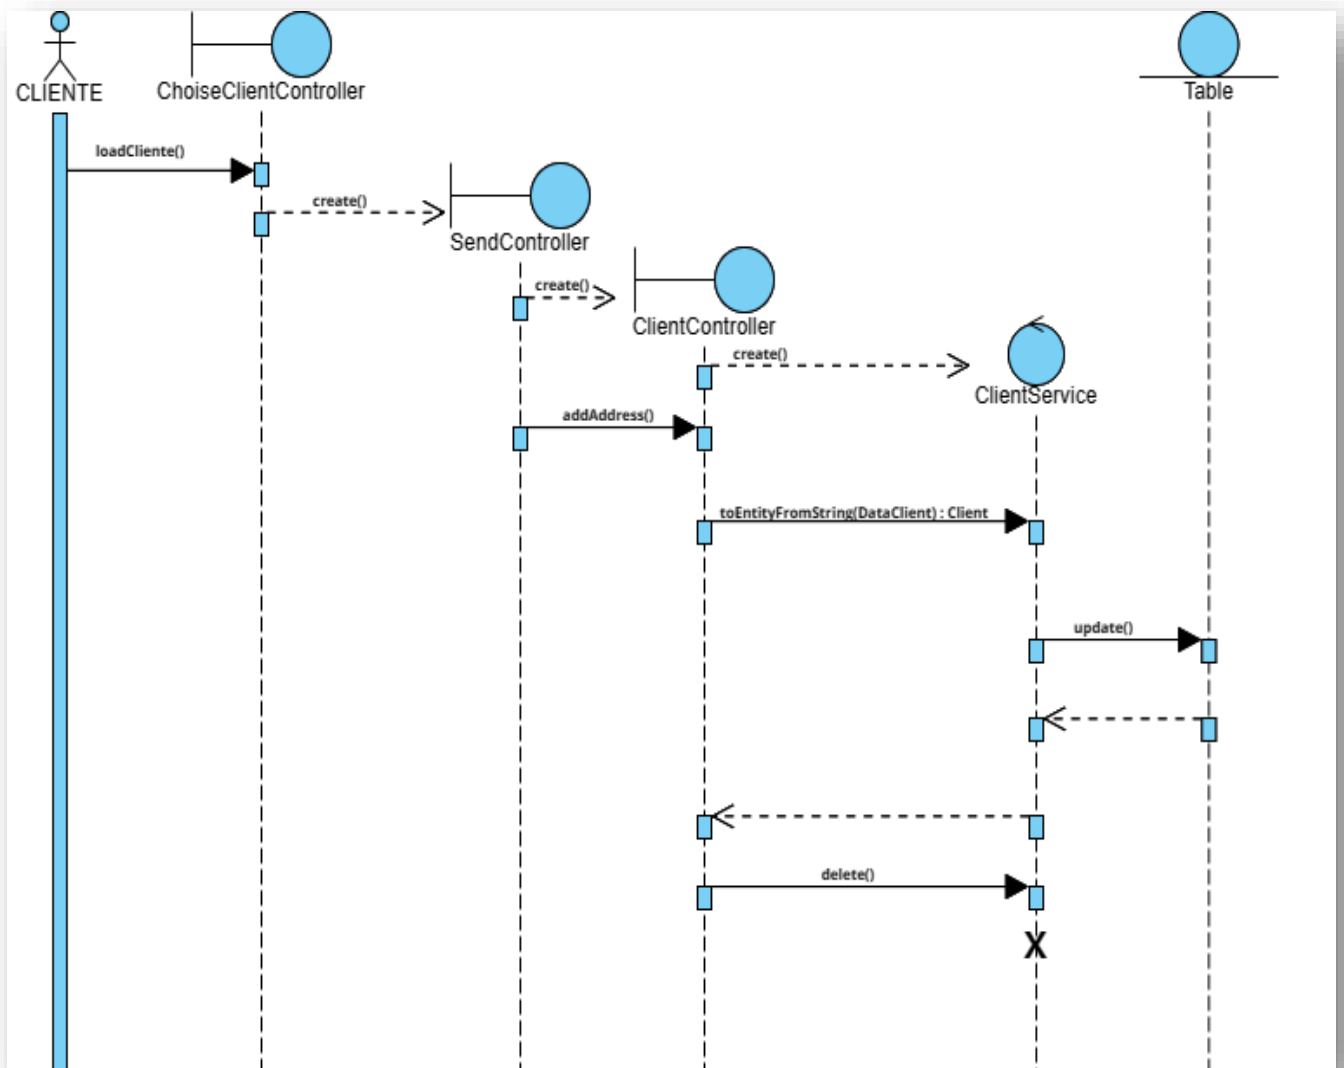 CLIENTE
ChoiseClientController
Table
loadCliente()
create()
SendController
create()
ClientController
create()
ClientService
addAddress()
toEntityFromString(DataClient) : Client
update()
delete()
X